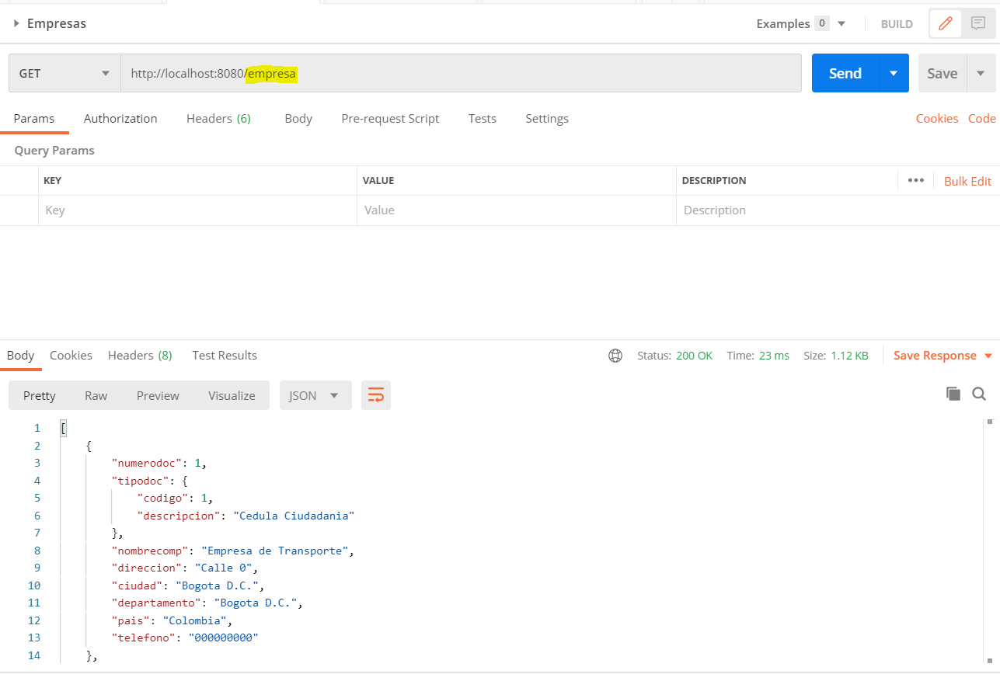 Empresas
Examples 0
BUILD
GET
http://localhost:8080/empresa
Send
Save
Params Authorization Headers (6) Body Pre-request Script Tests Settings Cookies Code
Query Params
KEY VALUE DESCRIPTION ••• Bulk Edit
Key Value Description
Body Cookies Headers (8) Test Results Status: 200 OK Time: 23 ms Size: 1.12 KB Save Response
Pretty Raw Preview Visualize JSON
1 [
2 {
3 "numerodoc": 1,
4 "tipodoc": {
5 "codigo": 1,
6 "descripcion": "Cedula Ciudadania"
7 },
8 "nombrecomp": "Empresa de Transporte",
9 "direccion": "Calle 0",
10 "ciudad": "Bogota D.C.",
11 "departamento": "Bogota D.C.",
12 "pais": "Colombia",
13 "telefono": "000000000"
14 },